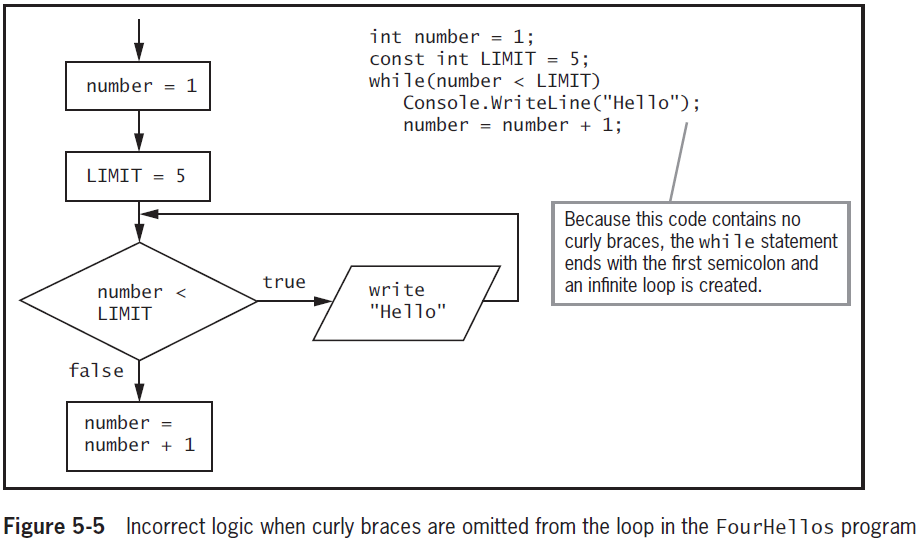 number = 1
LIMIT = 5
number <
LIMIT
true
write
"Hello"
false
number =
number + 1
int number = 1;
const int LIMIT = 5;
while(number < LIMIT)
   Console.WriteLine("Hello");
   number = number + 1;
Because this code contains no
curly braces, the while statement
ends with the first semicolon and
an infinite loop is created.
Figure 5-5 Incorrect logic when curly braces are omitted from the loop in the FourHellos program